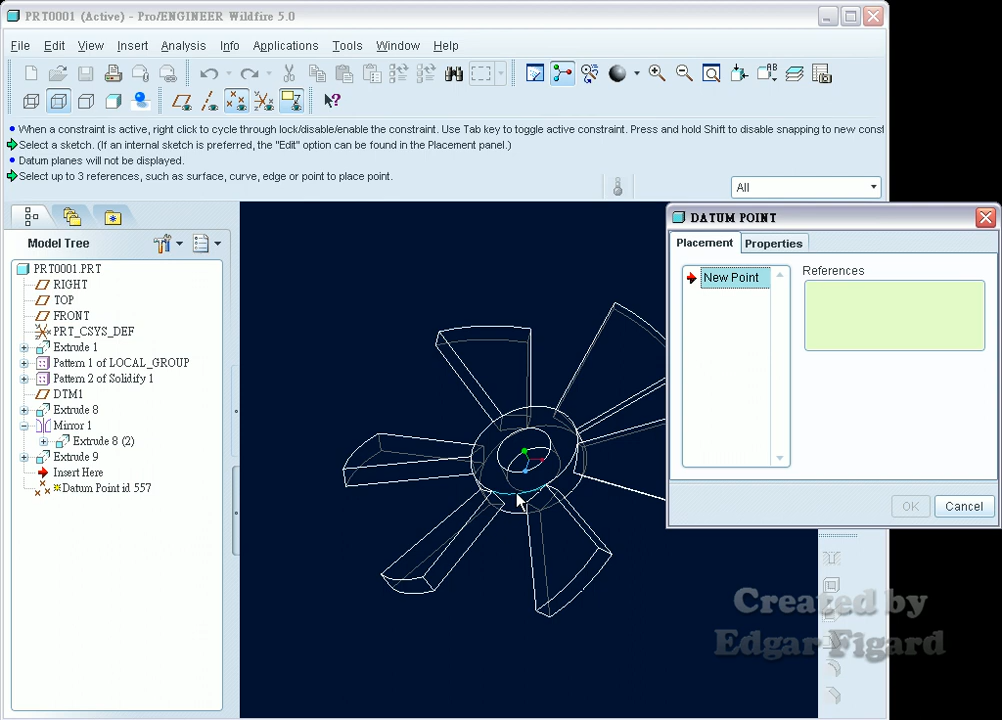 PRT0001 (Active) - Pro/ENGINEER Wildfire 5.0
File Edit View Insert Analysis Info Applications Tools Window Help
When a constraint is active, right click to cycle through lock/disable/enable the constraint. Use Tab key to toggle active constraint. Press and hold Shift to disable snapping to new const
Select a sketch. (If an internal sketch is preferred, the "Edit" option can be found in the Placement panel.)
Datum planes will not be displayed.
Select up to 3 references, such as surface, curve, edge or point to place point.
All
Model Tree
PRT0001.PRT
RIGHT
TOP
FRONT
PRT_CSYS_DEF
Extrude 1
Pattern 1 of LOCAL_GROUP
Pattern 2 of Solidify 1
DTM1
Extrude 8
Mirror 1
Extrude 8 (2)
Extrude 9
Insert Here
Datum Point id 557
DATUM POINT
Placement Properties
New Point
References
OK Cancel
Created by
Edgar Figard